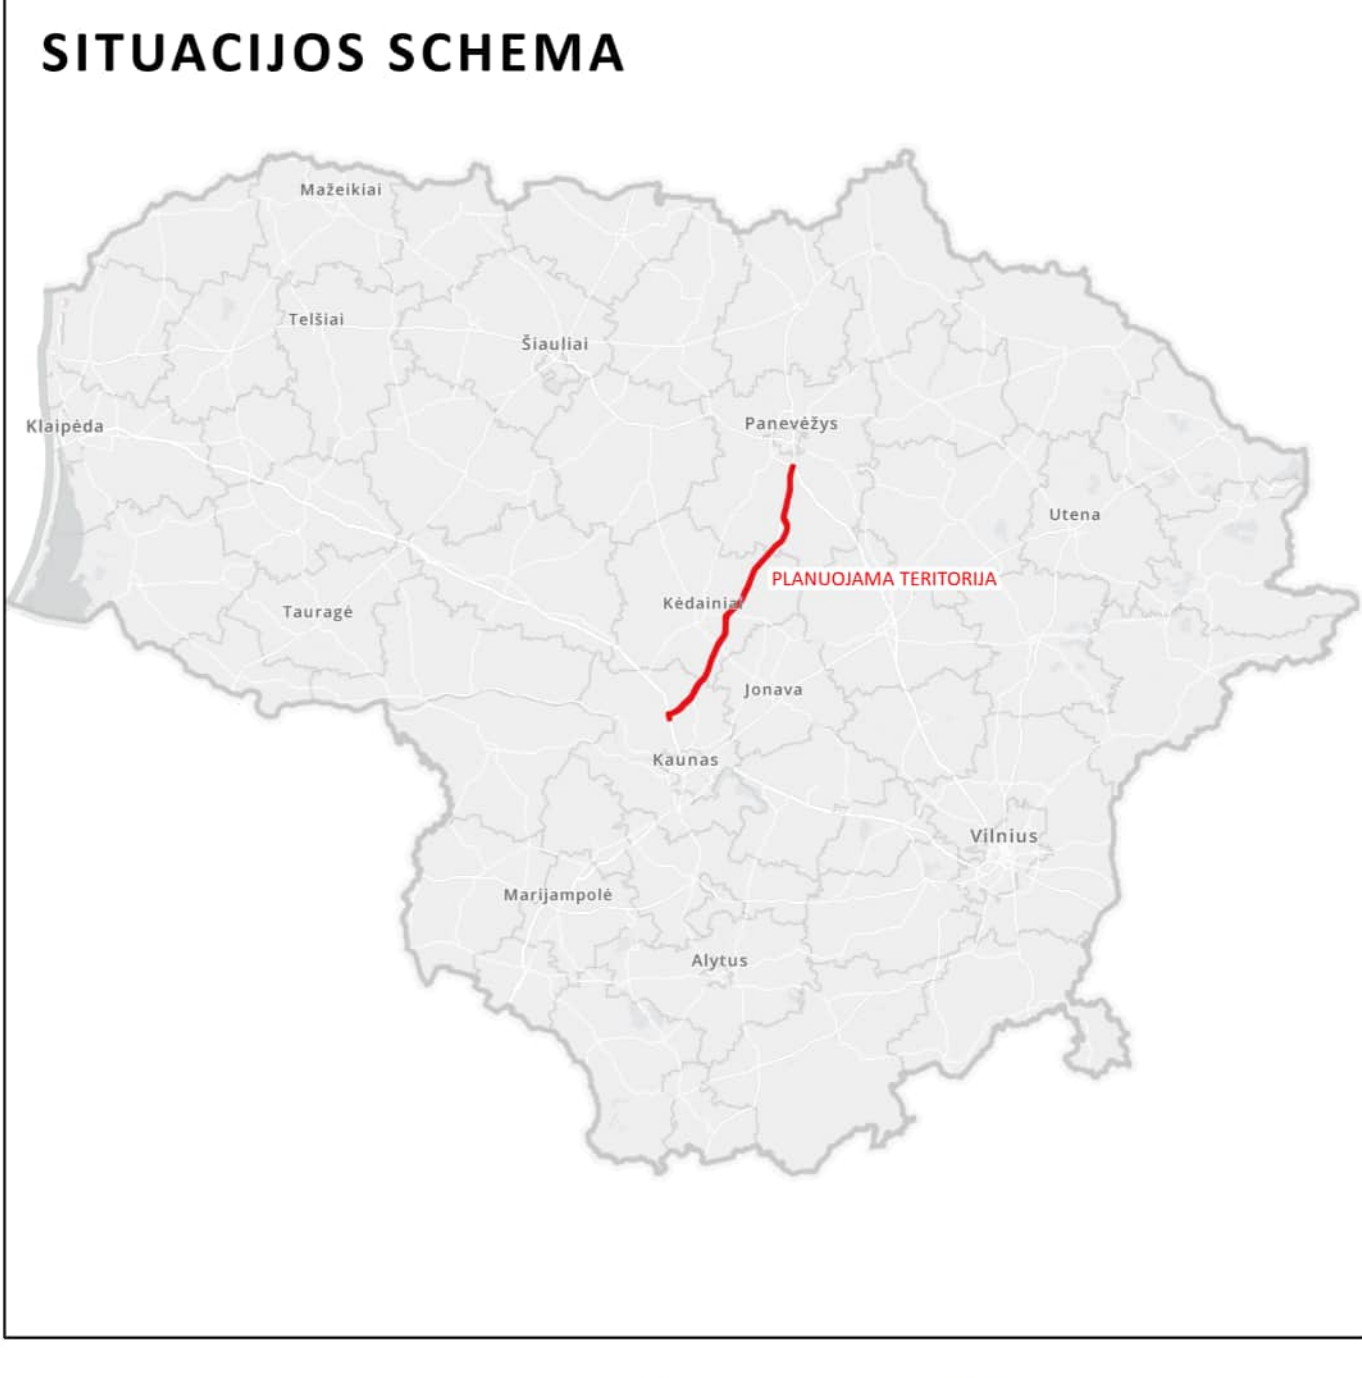 SITUACIJOS SCHEMA
Mažeikiai
Telšiai
Šiauliai
Klaipėda
Panevėžys
Utena
PLANUOJAMA TERITORIJA
Kėdainiai
Tauragė
Jonava
Kaunas
Vilnius
Marijampolė
Alytus